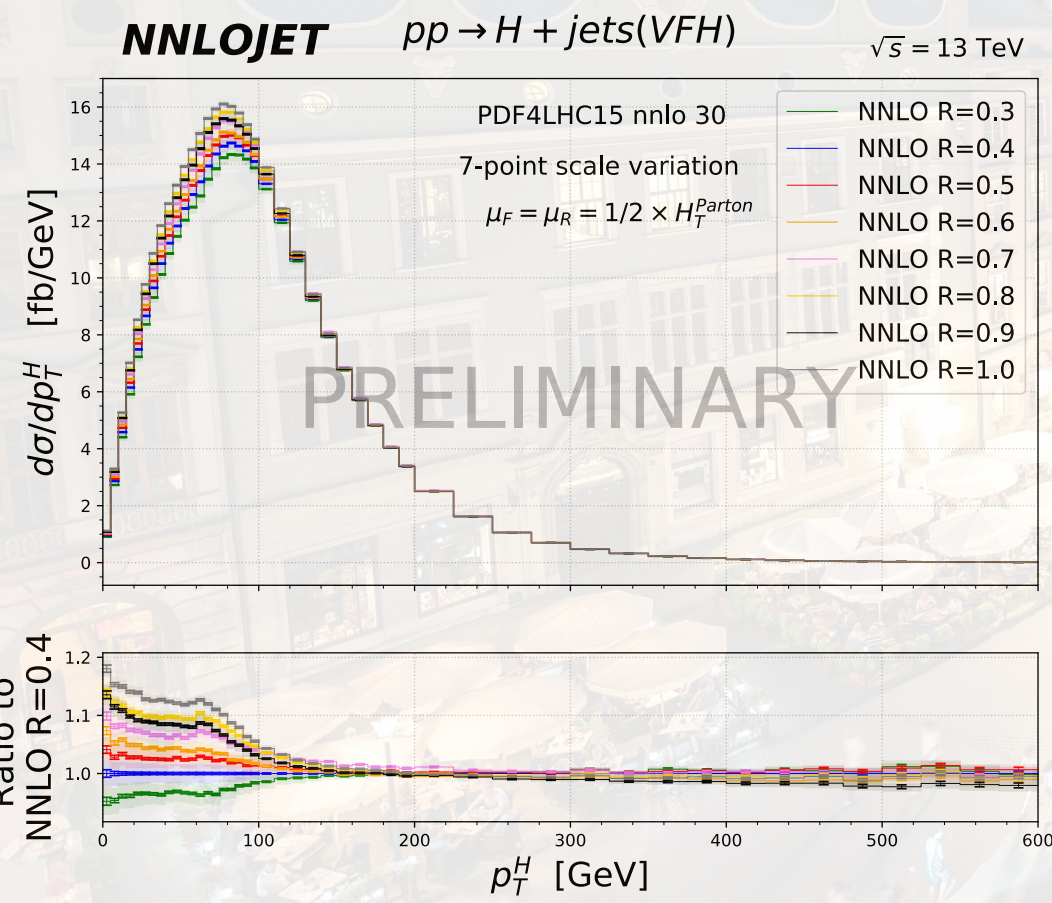 NNLOJET
pp → H + jets(VFH)
√s = 13 TeV
PDF4LHC15 nnlo 30
7-point scale variation
μ_F = μ_R = 1/2 × H_T^{Parton}
NNLO R=0.3
NNLO R=0.4
NNLO R=0.5
NNLO R=0.6
NNLO R=0.7
NNLO R=0.8
NNLO R=0.9
NNLO R=1.0
PRELIMINARY
dσ/dp_T^H [fb/GeV]
16
14
12
10
8
6
4
2
0
Ratio to
NNLO R=0.4
1.2
1.1
1.0
0 100 200 300 400 500 600
p_T^H [GeV]